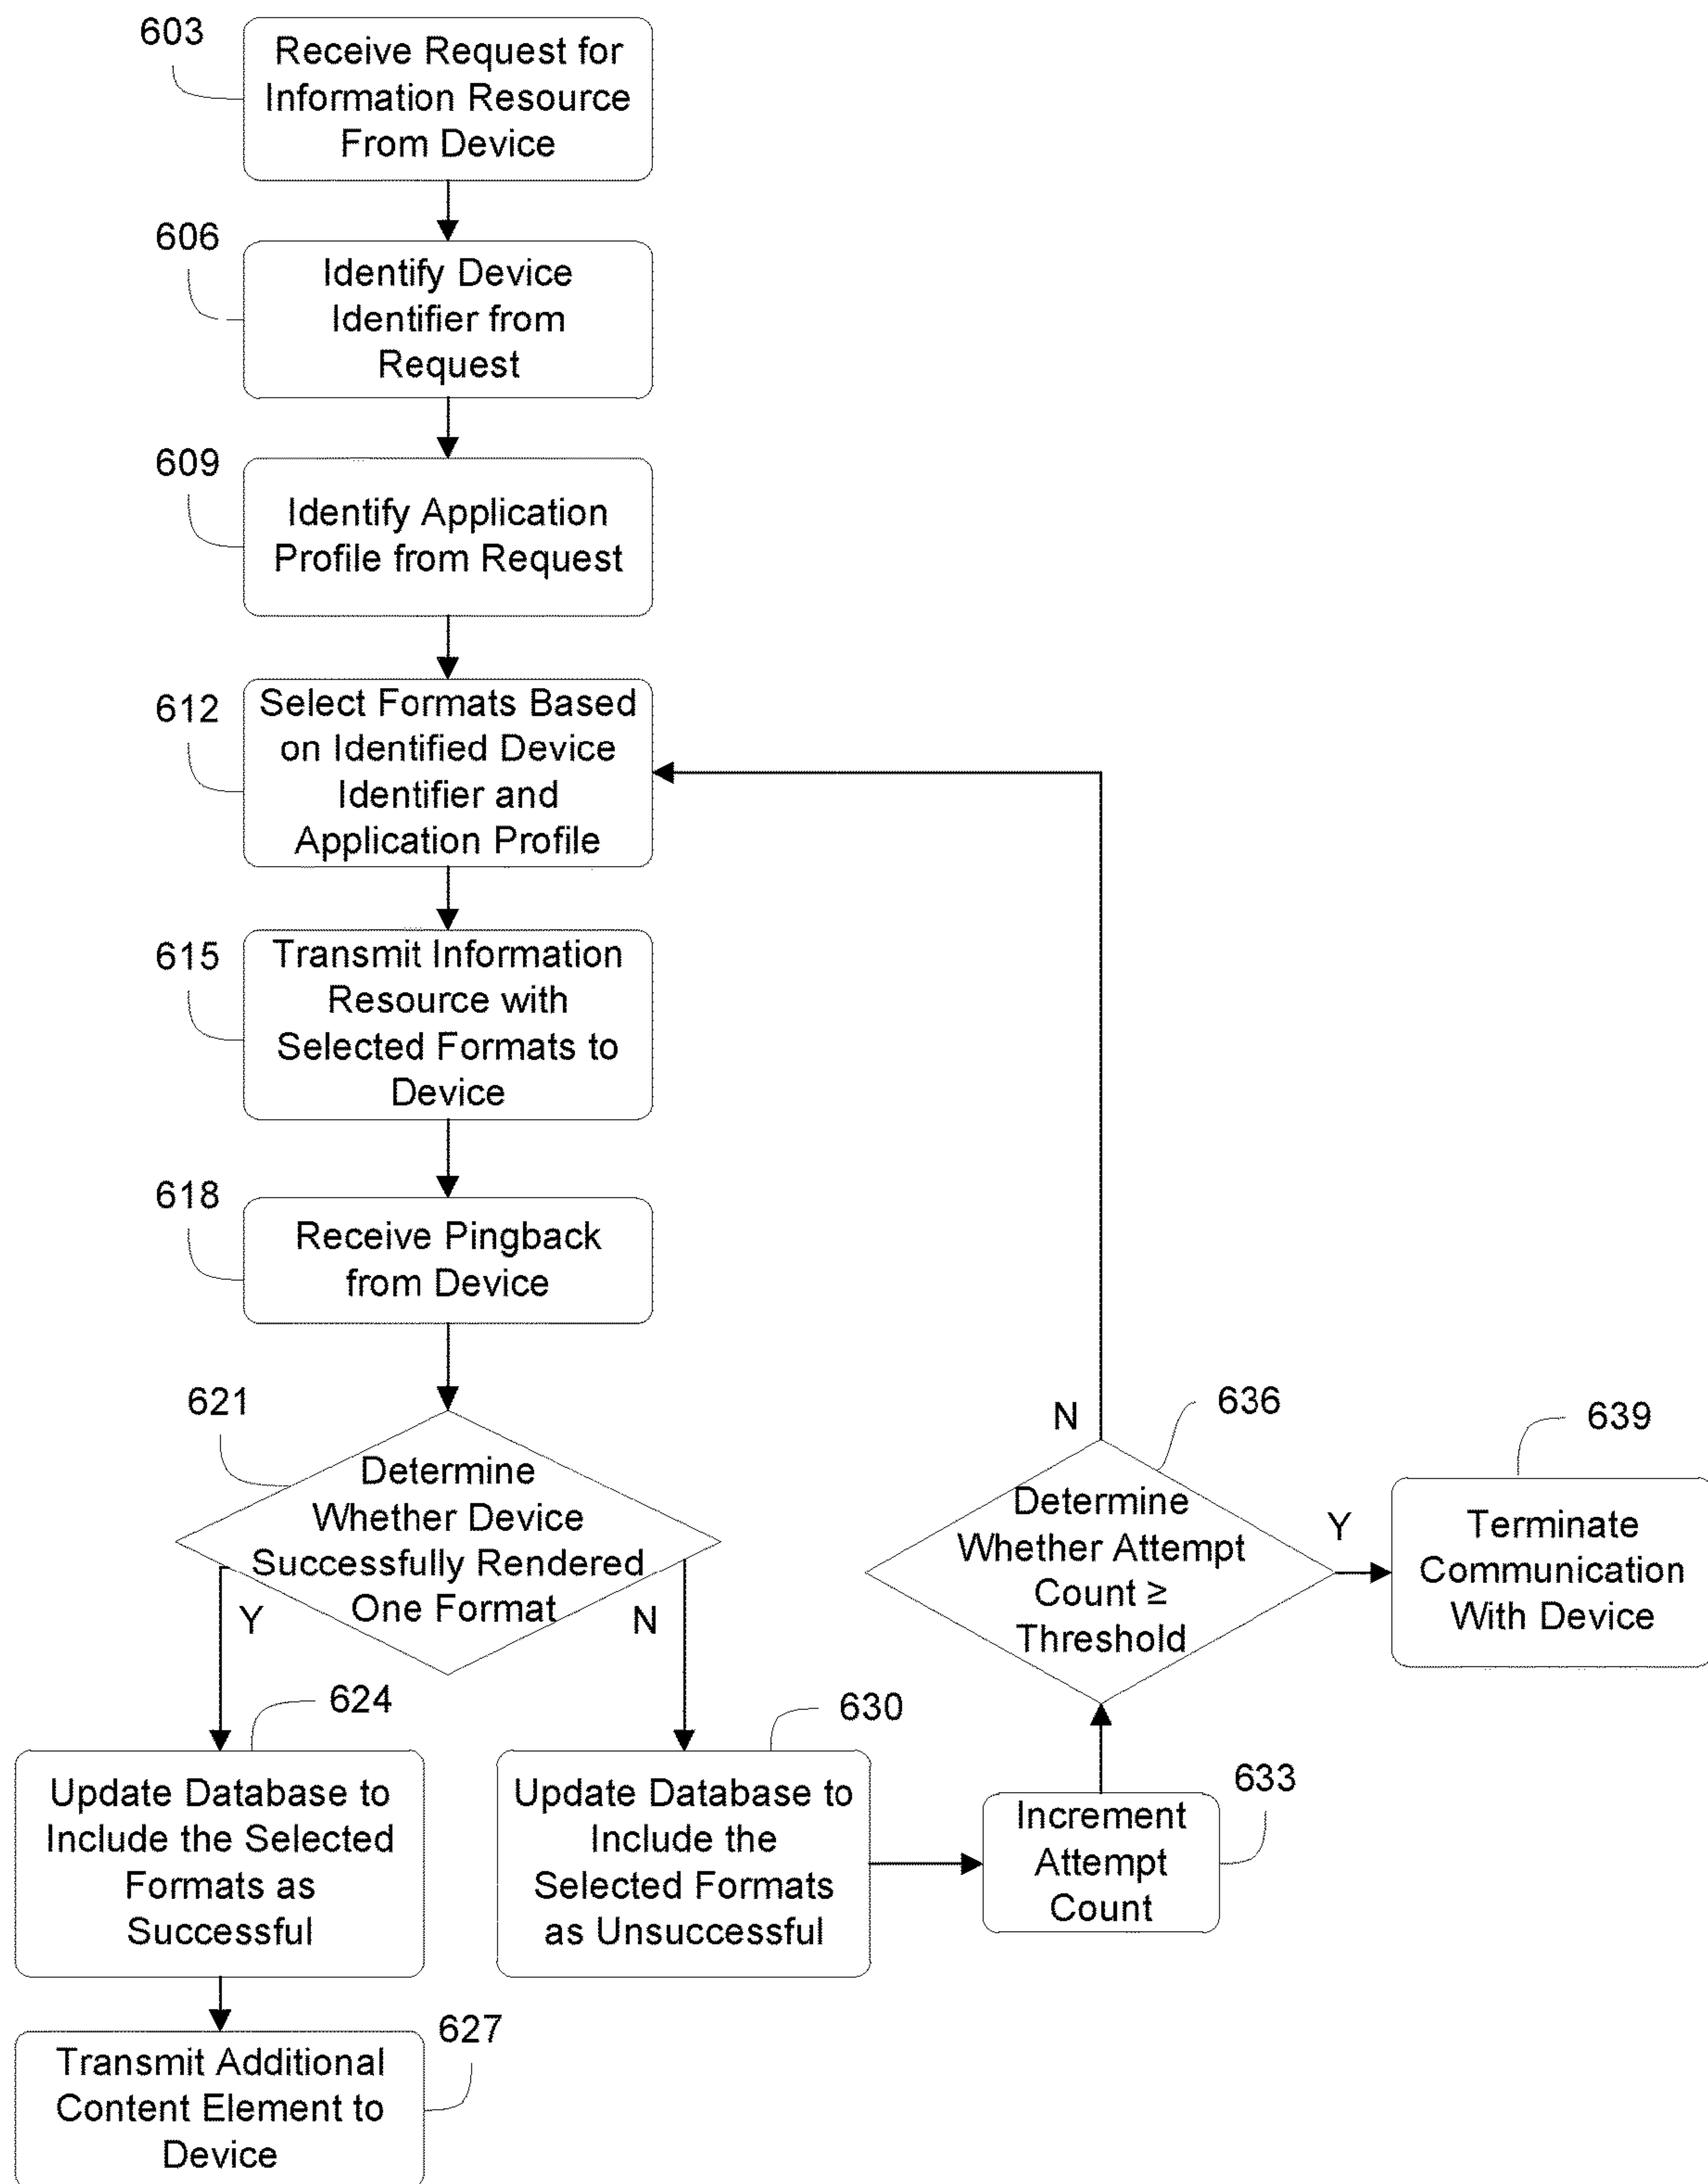 603
Receive Request for
Information Resource
From Device
606
Identify Device
Identifier from
Request
609
Identify Application
Profile from Request
612
Select Formats Based
on Identified Device
Identifier and
Application Profile
615
Transmit Information
Resource with
Selected Formats to
Device
618
Receive Pingback
from Device
621
Determine
Whether Device
Successfully Rendered
One Format
Y
N
624
Update Database to
Include the Selected
Formats as
Successful
627
Transmit Additional
Content Element to
Device
630
Update Database to
Include the
Selected Formats
as Unsuccessful
633
Increment
Attempt
Count
636
Determine
Whether Attempt
Count ≥
Threshold
N
Y
639
Terminate
Communication
With Device